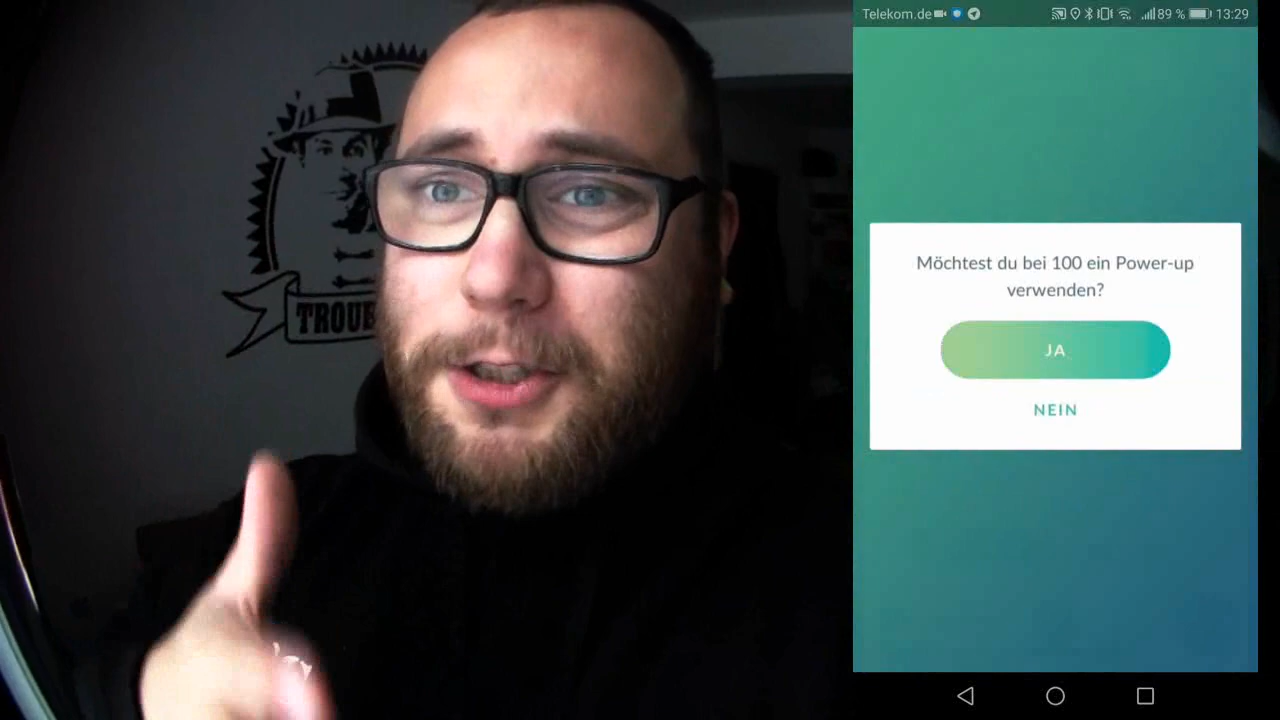 TROUB
Telekom.de 89 % 13:29
Möchtest du bei 100 ein Power-up
verwenden?
JA
NEIN